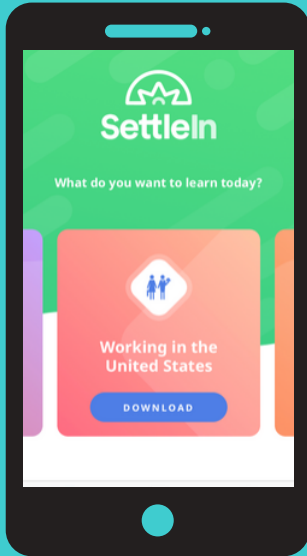 SettleIn
What do you want to learn today?
Working in the
United States
DOWNLOAD